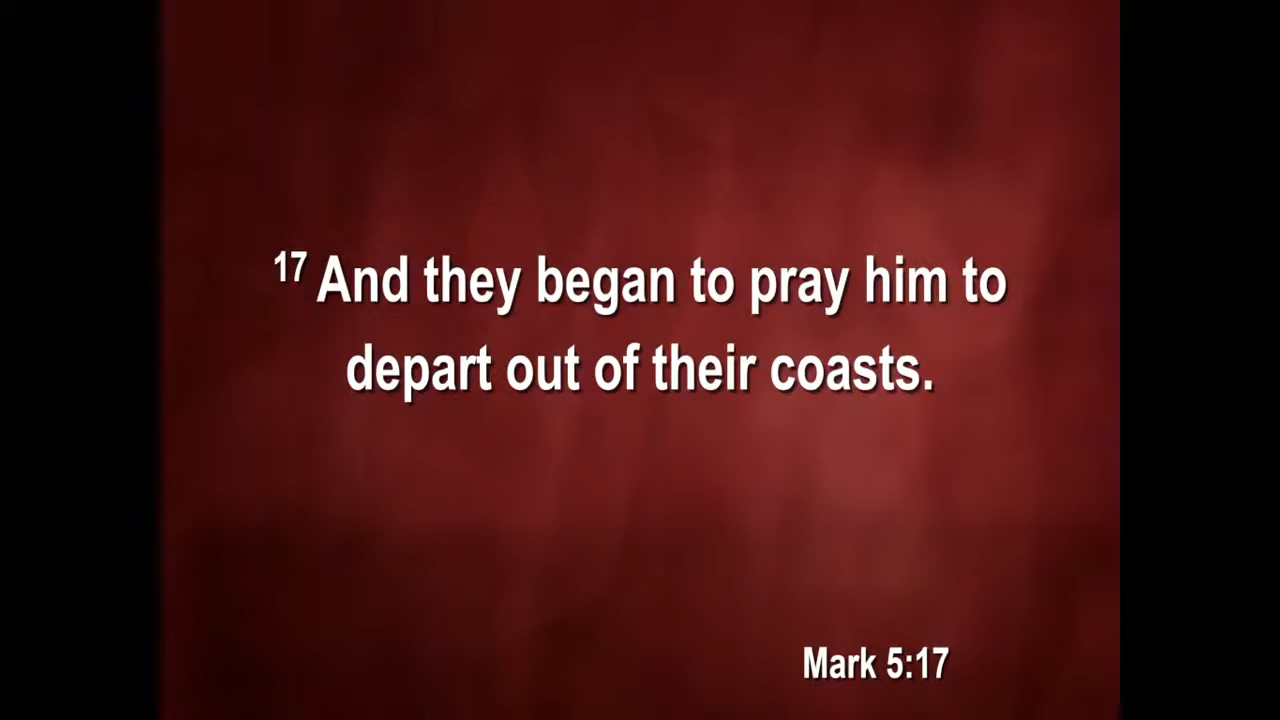 17 And they began to pray him to
depart out of their coasts.
Mark 5:17